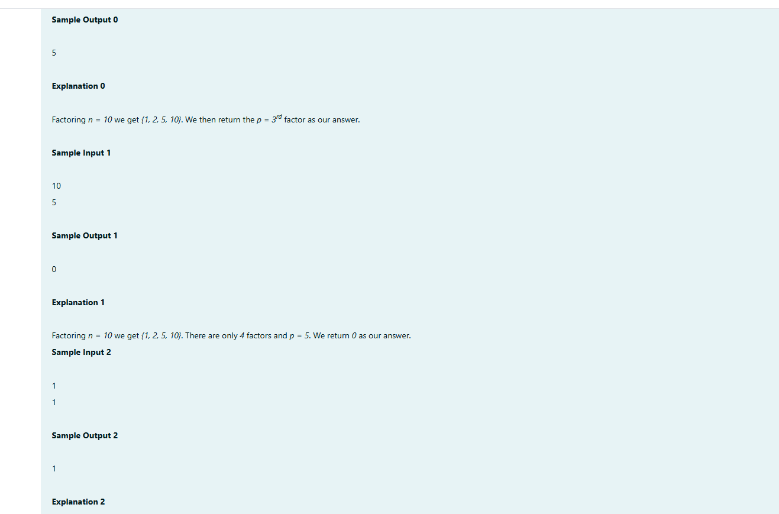 Sample Output 0
5
Explanation 0
Factoring n = 10 we get {1, 2, 5, 10}. We then return the p = 3rd factor as our answer.
Sample Input 1
10
5
Sample Output 1
0
Explanation 1
Factoring n = 10 we get {1, 2, 5, 10}. There are only 4 factors and p = 5. We return 0 as our answer.
Sample Input 2
1
1
Sample Output 2
1
Explanation 2